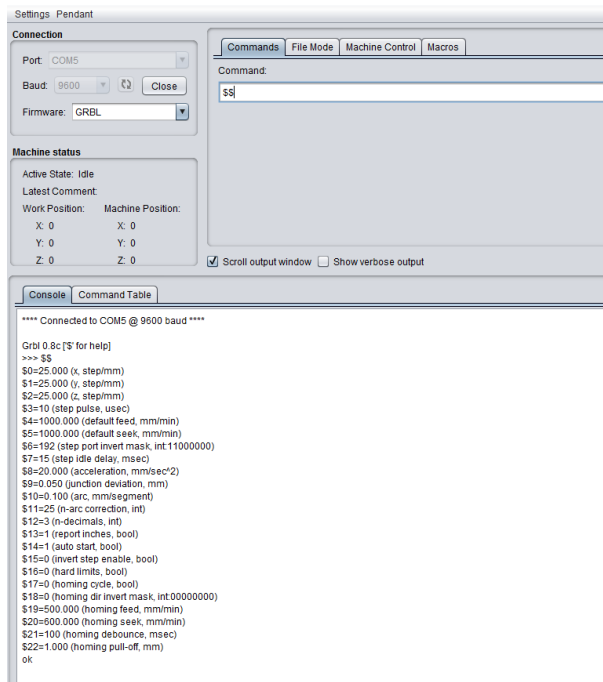 Settings Pendant
Connection
Port: COM5
Baud: 9600 Close
Firmware: GRBL
Machine status
Active State: Idle
Latest Comment:
Work Position: Machine Position:
X: 0 X: 0
Y: 0 Y: 0
Z: 0 Z: 0
Commands File Mode Machine Control Macros
Command:
$$
Scroll output window Show verbose output
Console Command Table
**** Connected to COM5 @ 9600 baud ****
Grbl 0.8c ['$' for help]
>>> $$
$0=25.000 (x, step/mm)
$1=25.000 (y, step/mm)
$2=25.000 (z, step/mm)
$3=10 (step pulse, usec)
$4=1000.000 (default feed, mm/min)
$5=1000.000 (default seek, mm/min)
$6=192 (step port invert mask, int:11000000)
$7=15 (step idle delay, msec)
$8=20.000 (acceleration, mm/sec^2)
$9=0.050 (junction deviation, mm)
$10=0.100 (arc, mm/segment)
$11=25 (n-arc correction, int)
$12=3 (n-decimals, int)
$13=1 (report inches, bool)
$14=1 (auto start, bool)
$15=0 (invert step enable, bool)
$16=0 (hard limits, bool)
$17=0 (homing cycle, bool)
$18=0 (homing dir invert mask, int:00000000)
$19=500.000 (homing feed, mm/min)
$20=600.000 (homing seek, mm/min)
$21=100 (homing debounce, msec)
$22=1.000 (homing pull-off, mm)
ok